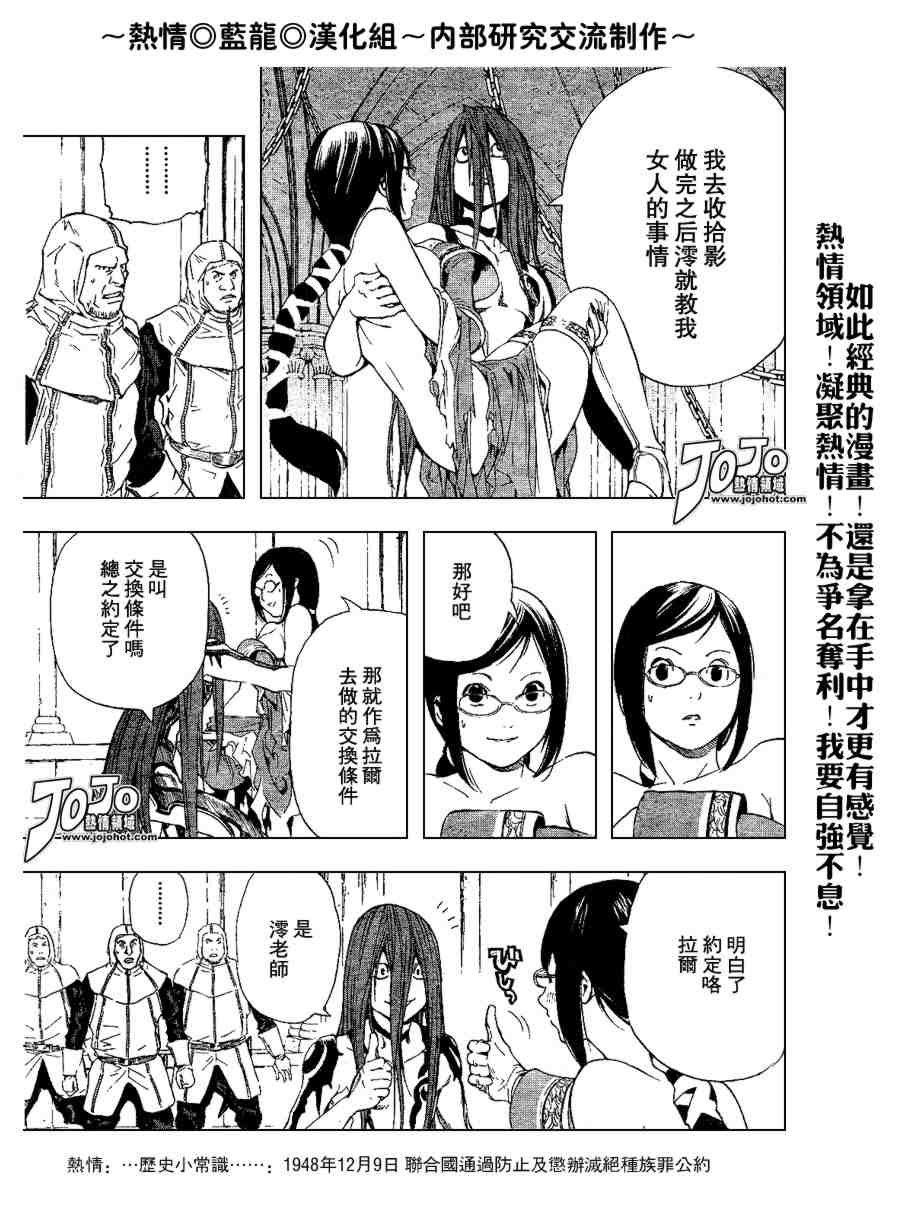 ～熱情◎藍龍◎漢化組～内部研究交流制作～
我去收拾影
做完之后澪就教我
女人的事情
………
JOJO
熱情領域
www.jojohot.com
如此經典的漫畫！還是拿在手中才更有感覺！
熱情領域！凝聚熱情！不為爭名奪利！我要自強不息！
那好吧
那就作爲拉爾
去做的交換條件
是叫
交換條件嗎
總之約定了
JOJO
熱情領域
www.jojohot.com
明白了
約定咯
拉爾
びしっ
是
澪老師
………
熱情：…歷史小常識……：1948年12月9日 聯合國通過防止及懲辦滅絕種族罪公約